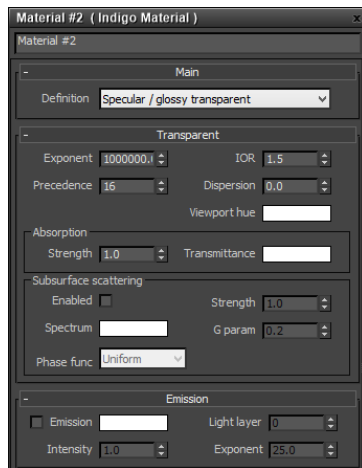 Material #2 ( Indigo Material ) x
Material #2
- Main
Definition Specular / glossy transparent
- Transparent
Exponent 1000000.( IOR 1.5
Precedence 16 Dispersion 0.0
Viewport hue
Absorption
Strength 1.0 Transmittance
Subsurface scattering
Enabled Strength 1.0
Spectrum G param 0.2
Phase func Uniform
- Emission
Emission Light layer 0
Intensity 1.0 Exponent 25.0